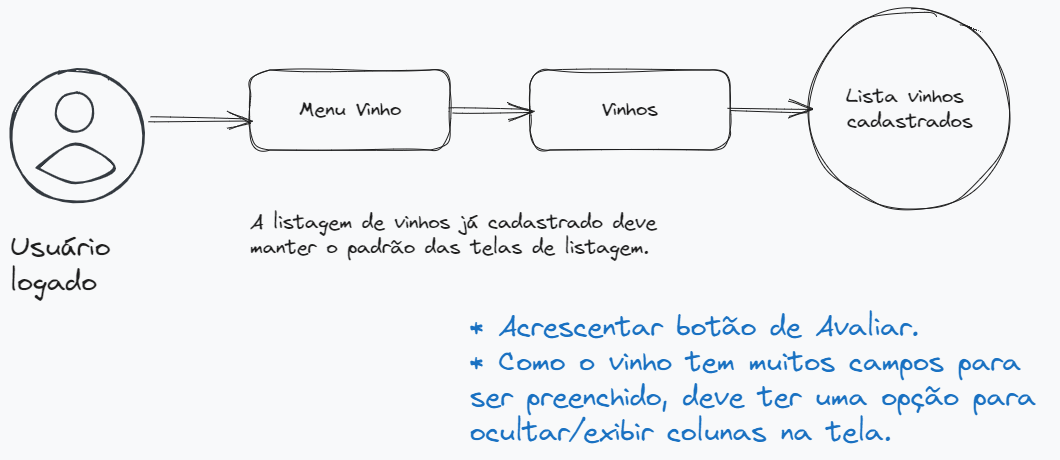 Menu Vinho
Vinhos
Lista vinhos
cadastrados
Usuário
logado
A listagem de vinhos já cadastrado deve
manter o padrão das telas de listagem.
* Acrescentar botão de Avaliar.
* Como o vinho tem muitos campos para
ser preenchido, deve ter uma opção para
ocultar/exibir colunas na tela.